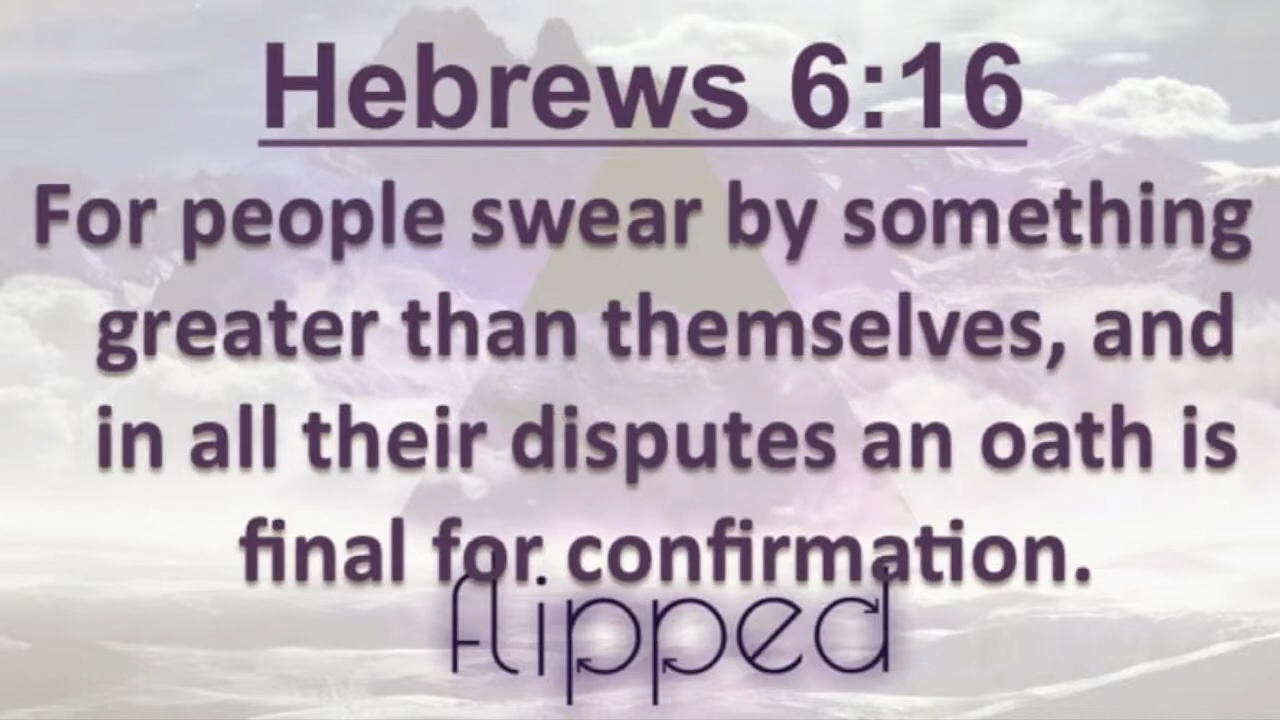 Hebrews 6:16
For people swear by something
greater than themselves, and
in all their disputes an oath is
final for confirmation.
flipped